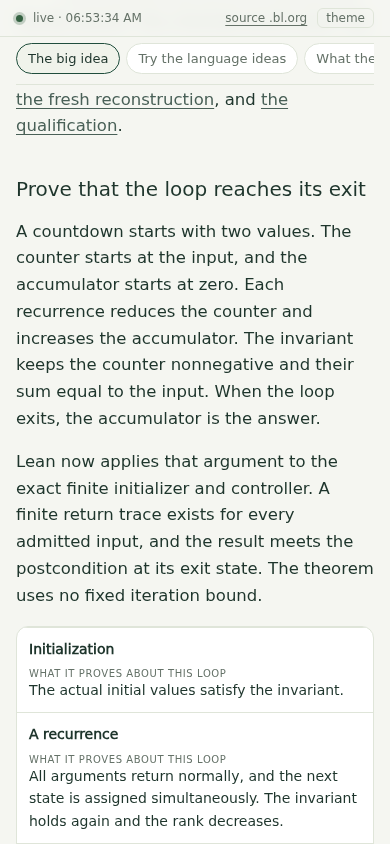 live · 06:53:34 AM
source .bl.org
theme
The big idea
Try the language ideas
What the
the fresh reconstruction, and the
qualification.
Prove that the loop reaches its exit
A countdown starts with two values. The
counter starts at the input, and the
accumulator starts at zero. Each
recurrence reduces the counter and
increases the accumulator. The invariant
keeps the counter nonnegative and their
sum equal to the input. When the loop
exits, the accumulator is the answer.
Lean now applies that argument to the
exact finite initializer and controller. A
finite return trace exists for every
admitted input, and the result meets the
postcondition at its exit state. The theorem
uses no fixed iteration bound.
Initialization
WHAT IT PROVES ABOUT THIS LOOP
The actual initial values satisfy the invariant.
A recurrence
WHAT IT PROVES ABOUT THIS LOOP
All arguments return normally, and the next
state is assigned simultaneously. The invariant
holds again and the rank decreases.